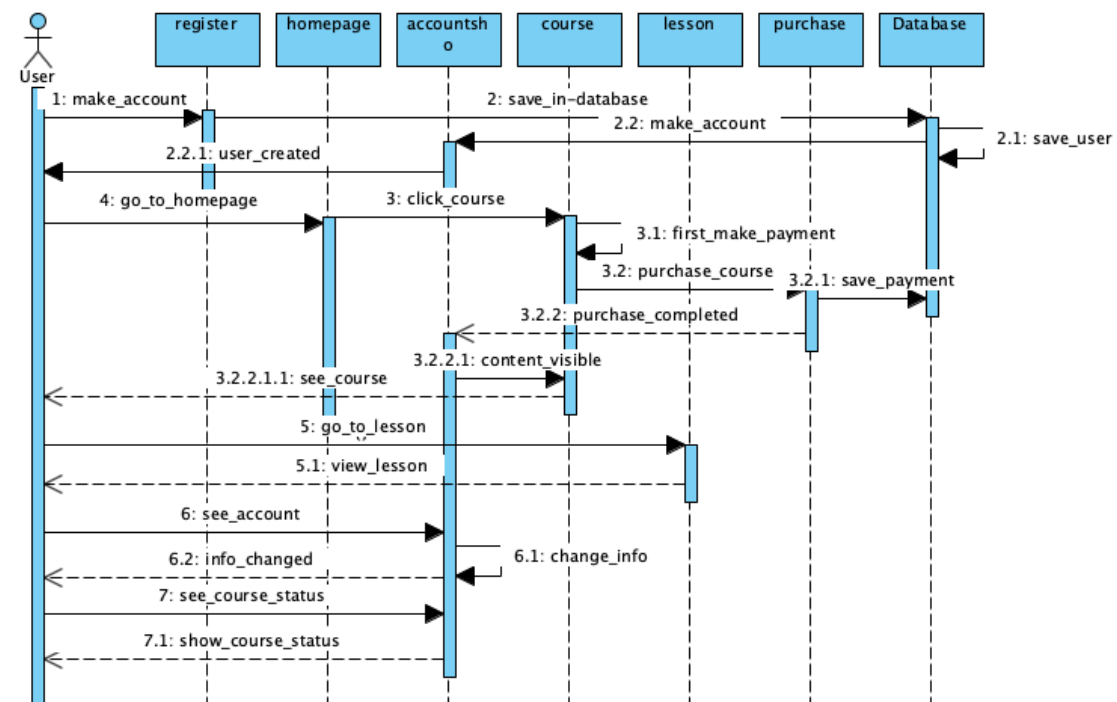 register
homepage
accountsh
o
course
lesson
purchase
Database
User
1: make_account
2: save_in-database
2.2: make_account
2.1: save_user
2.2.1: user_created
4: go_to_homepage
3: click_course
3.1: first_make_payment
3.2: purchase_course
3.2.1: save_payment
3.2.2: purchase_completed
3.2.2.1: content_visible
3.2.2.1.1: see_course
5: go_to_lesson
5.1: view_lesson
6: see_account
6.1: change_info
6.2: info_changed
7: see_course_status
7.1: show_course_status